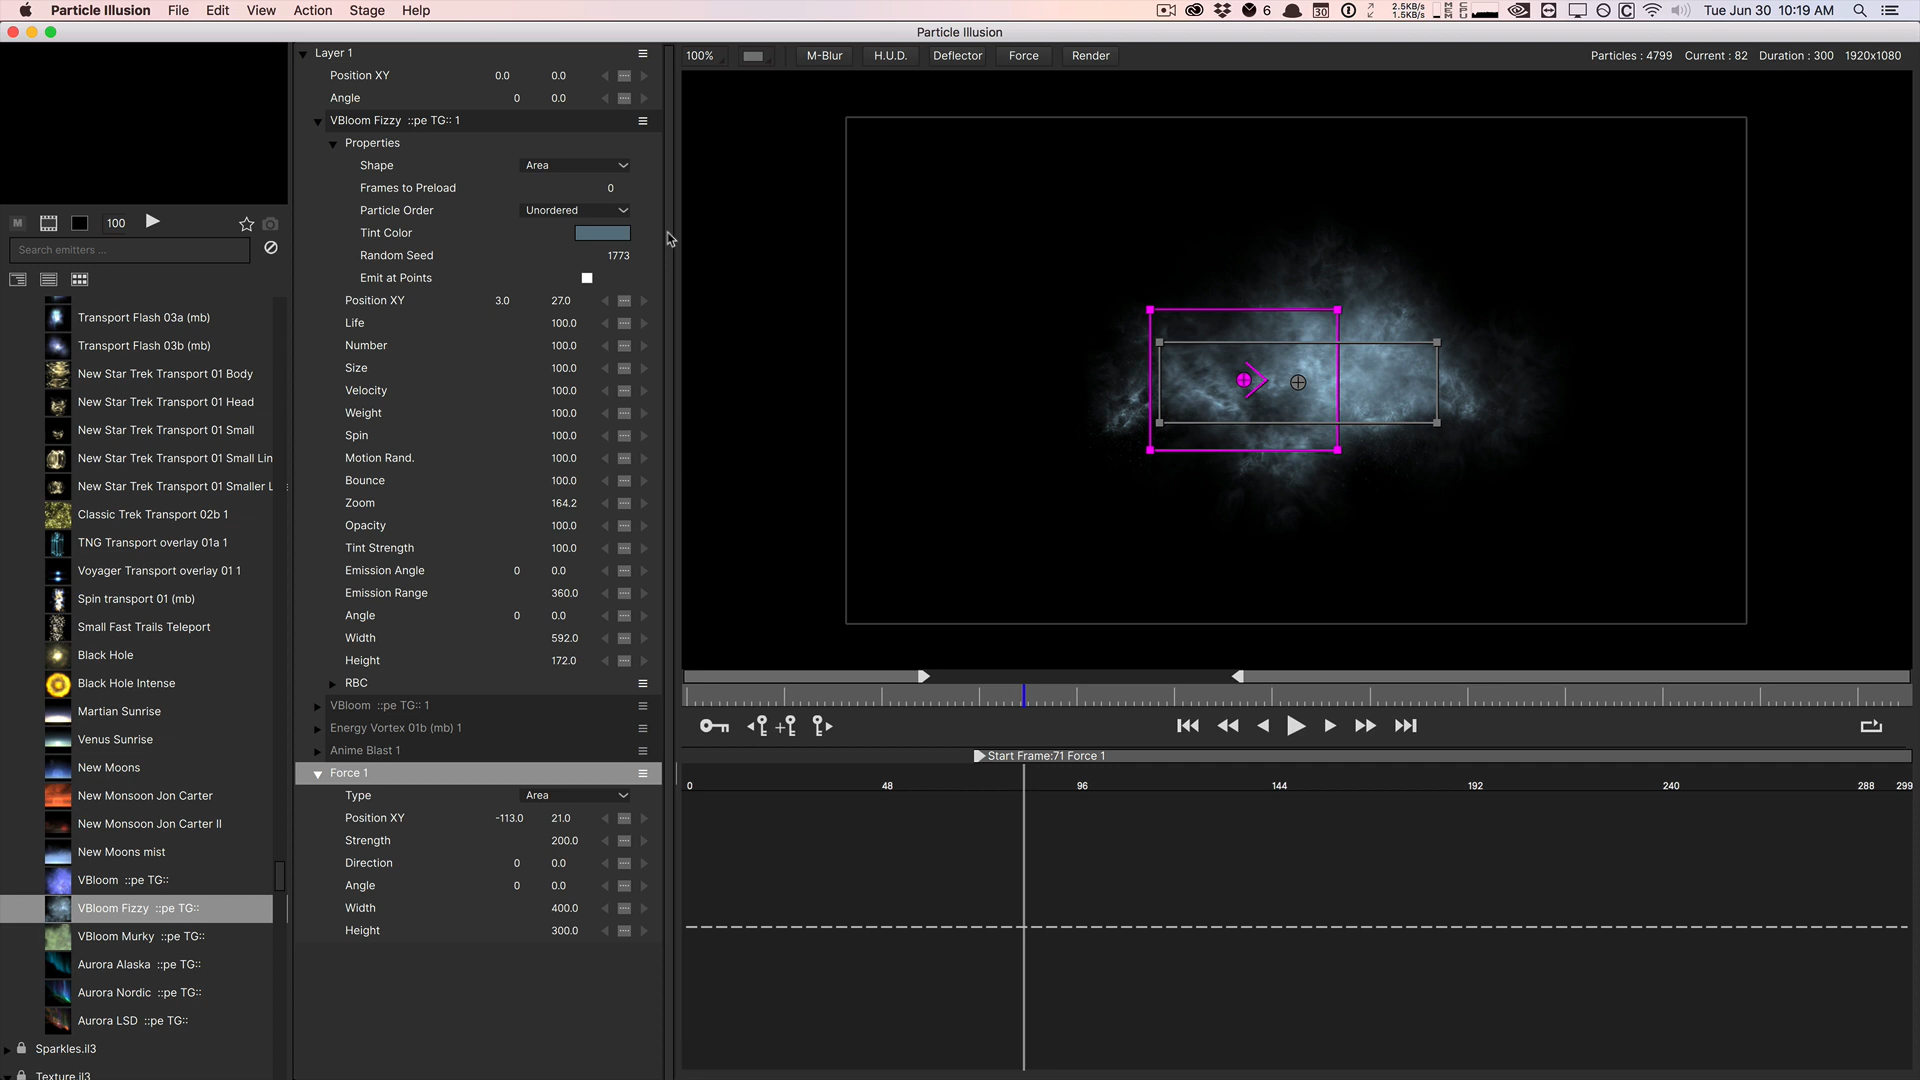 Particle Illusion File Edit View Action Stage Help
6 30 2.5KB/s 1.5KB/s Tue Jun 30 10:19 AM
Particle Illusion
Layer 1
Position XY 0.0 0.0
Angle 0 0.0
VBloom Fizzy ::pe TG:: 1
Properties
Shape Area
Frames to Preload 0
Particle Order Unordered
Tint Color
Random Seed 1773
Emit at Points
Position XY 3.0 27.0
Life 100.0
Number 100.0
Size 100.0
Velocity 100.0
Weight 100.0
Spin 100.0
Motion Rand. 100.0
Bounce 100.0
Zoom 164.2
Opacity 100.0
Tint Strength 100.0
Emission Angle 0 0.0
Emission Range 360.0
Angle 0 0.0
Width 592.0
Height 172.0
RBC
VBloom ::pe TG:: 1
Energy Vortex 01b (mb) 1
Anime Blast 1
Force 1
Type Area
Position XY -113.0 21.0
Strength 200.0
Direction 0 0.0
Angle 0 0.0
Width 400.0
Height 300.0
M 100
Search emitters ...
Transport Flash 03a (mb)
Transport Flash 03b (mb)
New Star Trek Transport 01 Body
New Star Trek Transport 01 Head
New Star Trek Transport 01 Small
New Star Trek Transport 01 Small Lin
New Star Trek Transport 01 Smaller L
Classic Trek Transport 02b 1
TNG Transport overlay 01a 1
Voyager Transport overlay 01 1
Spin transport 01 (mb)
Small Fast Trails Teleport
Black Hole
Black Hole Intense
Martian Sunrise
Venus Sunrise
New Moons
New Monsoon Jon Carter
New Monsoon Jon Carter II
New Moons mist
VBloom ::pe TG::
VBloom Fizzy ::pe TG::
VBloom Murky ::pe TG::
Aurora Alaska ::pe TG::
Aurora Nordic ::pe TG::
Aurora LSD ::pe TG::
Sparkles.il3
Texture.il3
100% M-Blur H.U.D. Deflector Force Render Particles : 4799 Current : 82 Duration : 300 1920x1080
Start Frame:71 Force 1
0 48 96 144 192 240 288 299